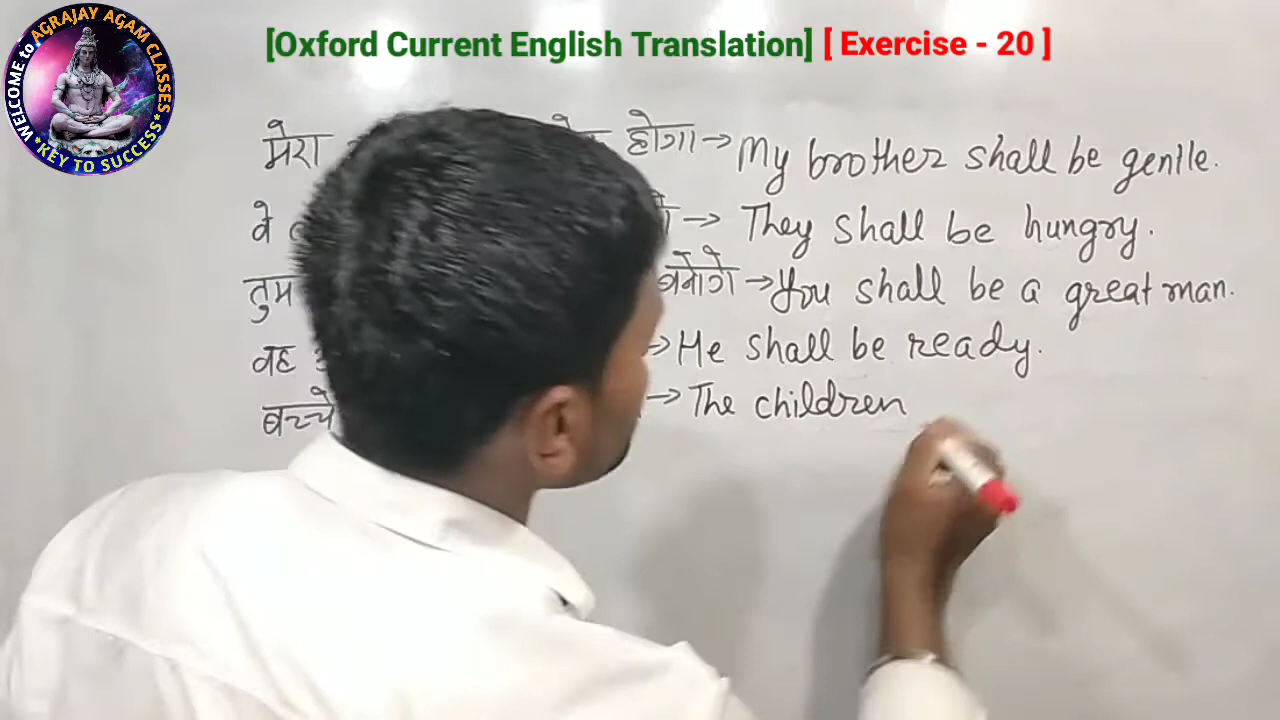 WELCOME to AGRAJAY AGAM CLASSES
*KEY TO SUCCESS*
[Oxford Current English Translation] [ Exercise - 20 ]
मेरा होगा → My brother shall be gentle.
वे → They shall be hungry.
तुम बनोगे → You shall be a great man.
वह → He shall be ready.
बच्चे → The children